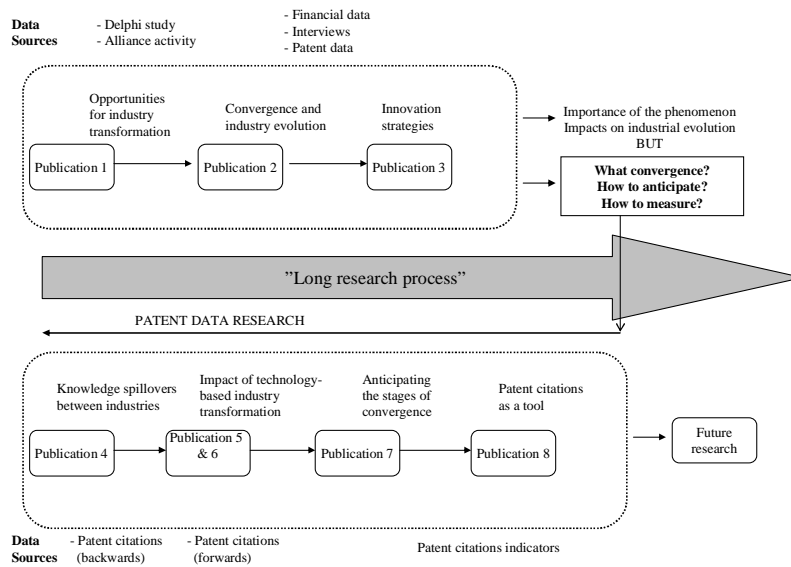 Data
Sources
- Delphi study
- Alliance activity
- Financial data
- Interviews
- Patent data
Opportunities
for industry
transformation
Convergence and
industry evolution
Innovation
strategies
Publication 1
Publication 2
Publication 3
Importance of the phenomenon
Impacts on industrial evolution
BUT
What convergence?
How to anticipate?
How to measure?
”Long research process”
PATENT DATA RESEARCH
Knowledge spillovers
between industries
Impact of technology-
based industry
transformation
Anticipating
the stages of
convergence
Patent citations
as a tool
Publication 4
Publication 5
& 6
Publication 7
Publication 8
Future
research
Data
Sources
- Patent citations
(backwards)
- Patent citations
(forwards)
Patent citations indicators